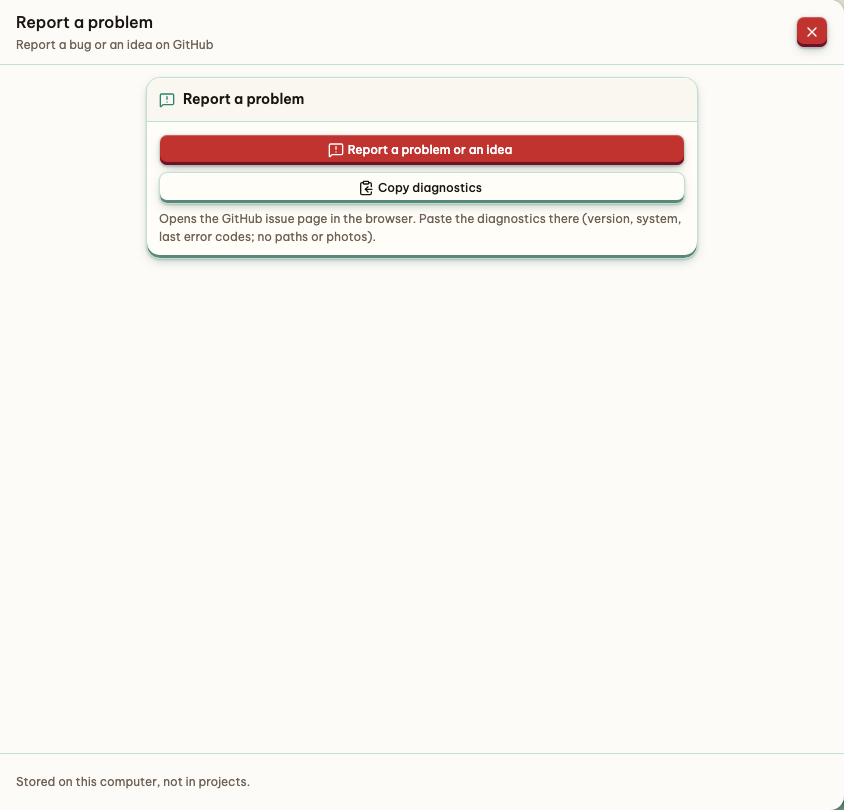 Report a problem
Report a bug or an idea on GitHub
Report a problem
Report a problem or an idea
Copy diagnostics
Opens the GitHub issue page in the browser. Paste the diagnostics there (version, system,
last error codes; no paths or photos).
Stored on this computer, not in projects.